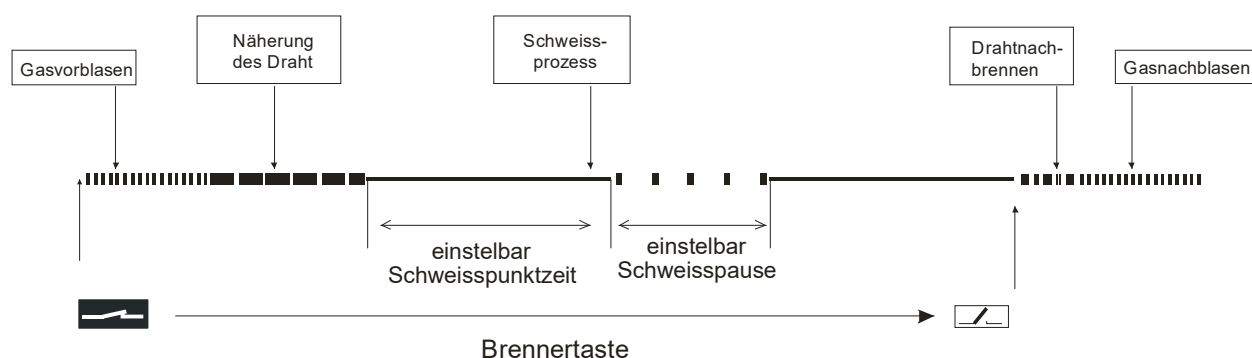 Gasvorblasen
Näherung
des Draht
Schweiss-
prozess
Drahtnach-
brennen
Gasnachblasen
einstelbar
Schweisspunktzeit
einstelbar
Schweisspause
Brennertaste